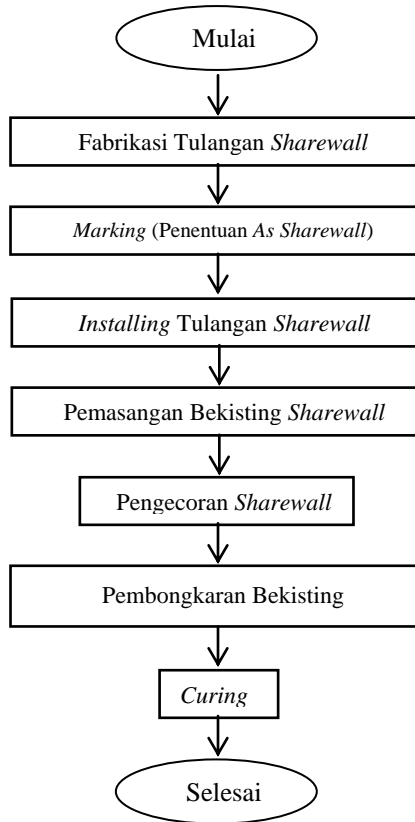 Mulai
Fabrikasi Tulangan Sharewall
Marking (Penentuan As Sharewall)
Installing Tulangan Sharewall
Pemasangan Bekisting Sharewall
Pengecoran Sharewall
Pembongkaran Bekisting
Curing
Selesai